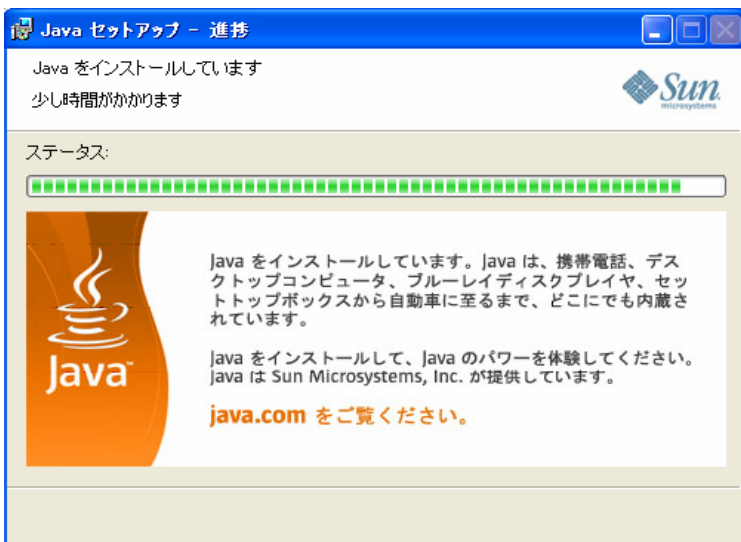 Java セットアップ - 進捗
Java をインストールしています
少し時間がかかります
Sun
microsystems
ステータス:
Java
Java をインストールしています。Java は、携帯電話、デス
クトップコンピュータ、ブルーレイディスクプレイヤ、セッ
トトップボックスから自動車に至るまで、どこにでも内蔵さ
れています。
Java をインストールして、Java のパワーを体験してください。
Java は Sun Microsystems, Inc. が提供しています。
java.com をご覧ください。